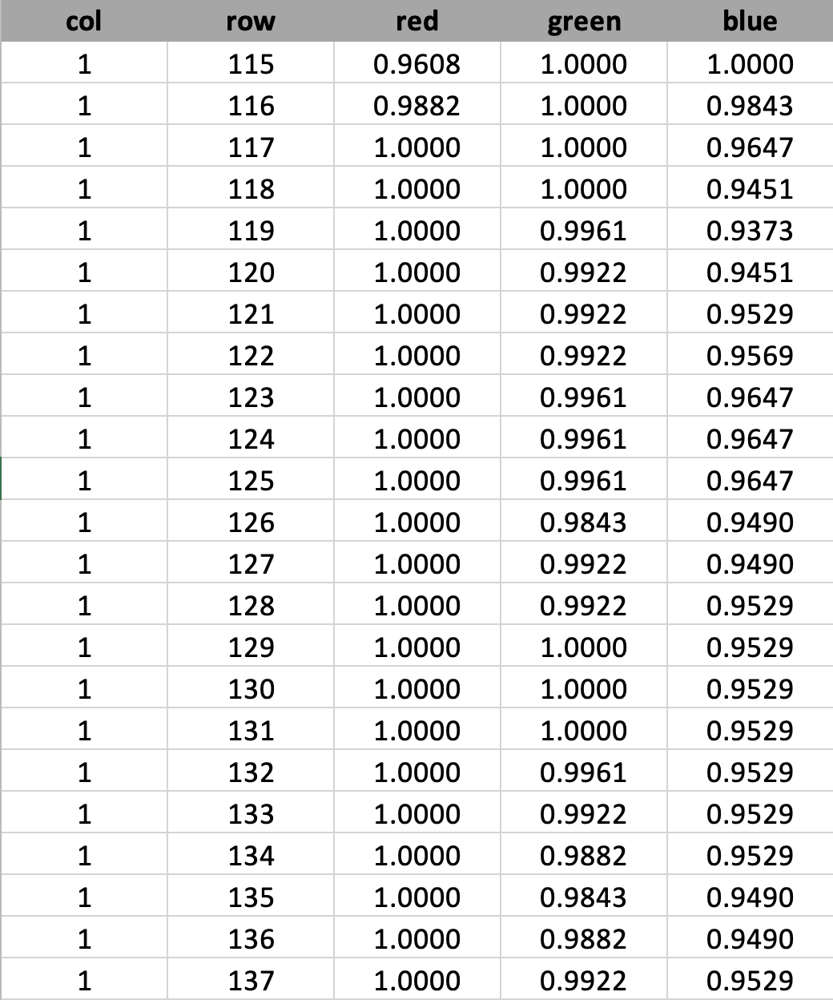 col row red green blue
1 115 0.9608 1.0000 1.0000
1 116 0.9882 1.0000 0.9843
1 117 1.0000 1.0000 0.9647
1 118 1.0000 1.0000 0.9451
1 119 1.0000 0.9961 0.9373
1 120 1.0000 0.9922 0.9451
1 121 1.0000 0.9922 0.9529
1 122 1.0000 0.9922 0.9569
1 123 1.0000 0.9961 0.9647
1 124 1.0000 0.9961 0.9647
1 125 1.0000 0.9961 0.9647
1 126 1.0000 0.9843 0.9490
1 127 1.0000 0.9922 0.9490
1 128 1.0000 0.9922 0.9529
1 129 1.0000 1.0000 0.9529
1 130 1.0000 1.0000 0.9529
1 131 1.0000 1.0000 0.9529
1 132 1.0000 0.9961 0.9529
1 133 1.0000 0.9922 0.9529
1 134 1.0000 0.9882 0.9529
1 135 1.0000 0.9843 0.9490
1 136 1.0000 0.9882 0.9490
1 137 1.0000 0.9922 0.9529